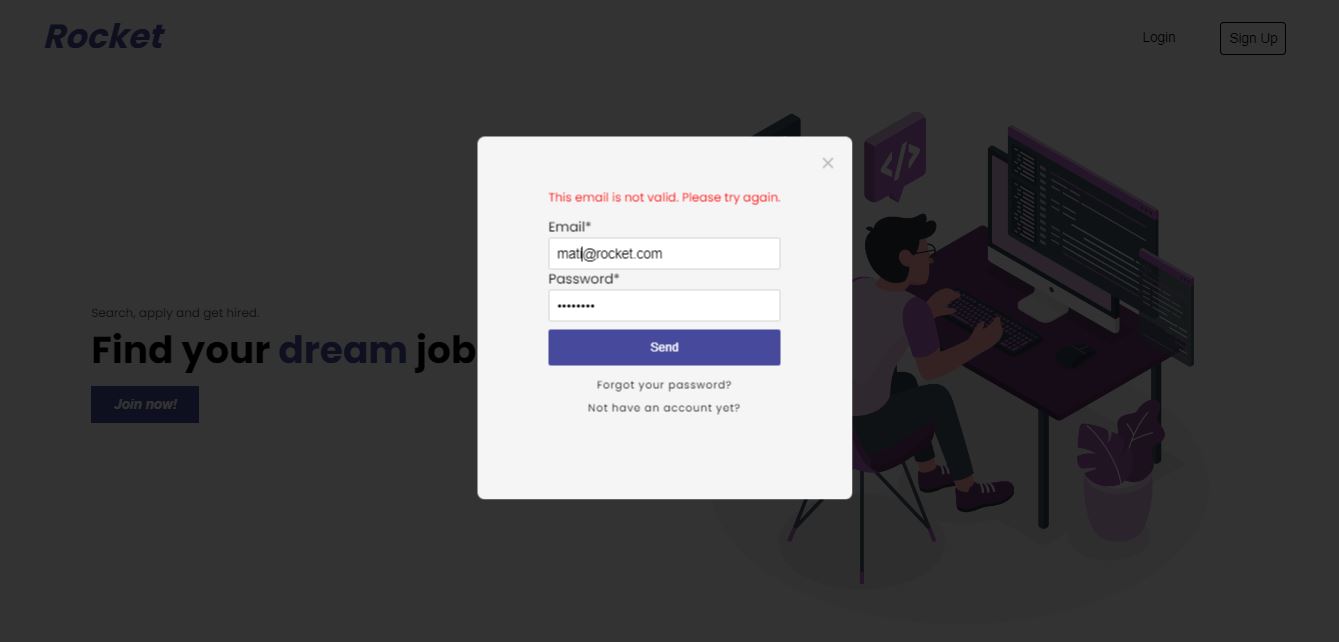 Rocket
Login
Sign Up
This email is not valid. Please try again.
Email*
mati@rocket.com
Password*
••••••••
Send
Forgot your password?
Not have an account yet?
Search, apply and get hired.
Find your dream job
Join now!